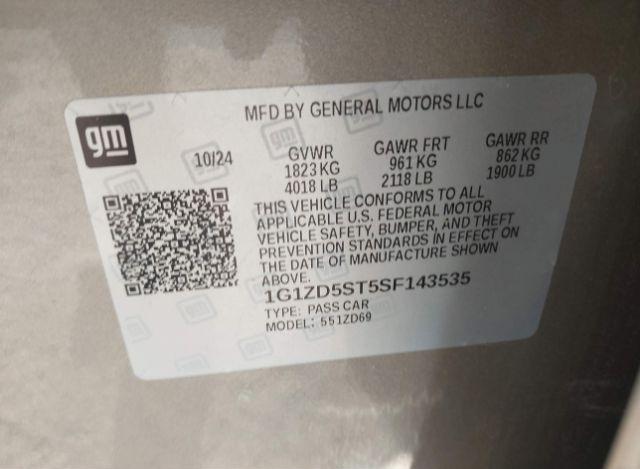 MFD BY GENERAL MOTORS LLC
gm
10/24 GVWR GAWR FRT GAWR RR
1823 KG 961 KG 862 KG
4018 LB 2118 LB 1900 LB
THIS VEHICLE CONFORMS TO ALL
APPLICABLE U.S. FEDERAL MOTOR
VEHICLE SAFETY, BUMPER, AND THEFT
PREVENTION STANDARDS IN EFFECT ON
THE DATE OF MANUFACTURE SHOWN
ABOVE.
1G1ZD5ST5SF143535
TYPE: PASS CAR
MODEL: 551ZD69